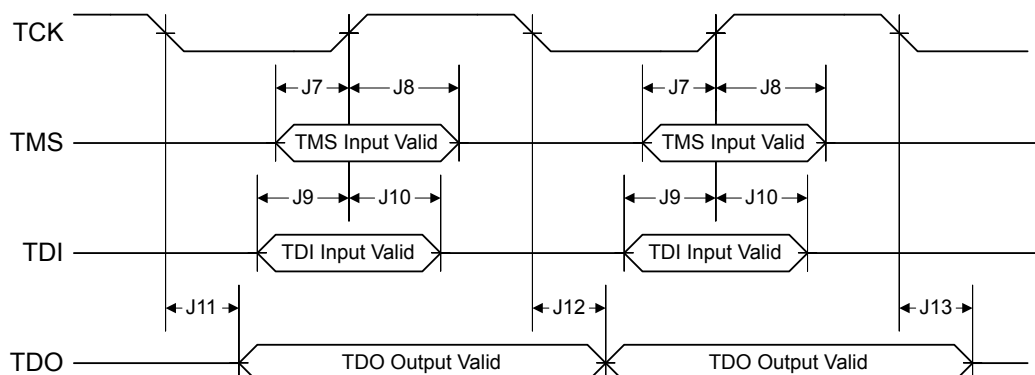 TCK
J7 J8 J7 J8
TMS TMS Input Valid TMS Input Valid
J9 J10 J9 J10
TDI TDI Input Valid TDI Input Valid
J11 J12 J13
TDO TDO Output Valid TDO Output Valid